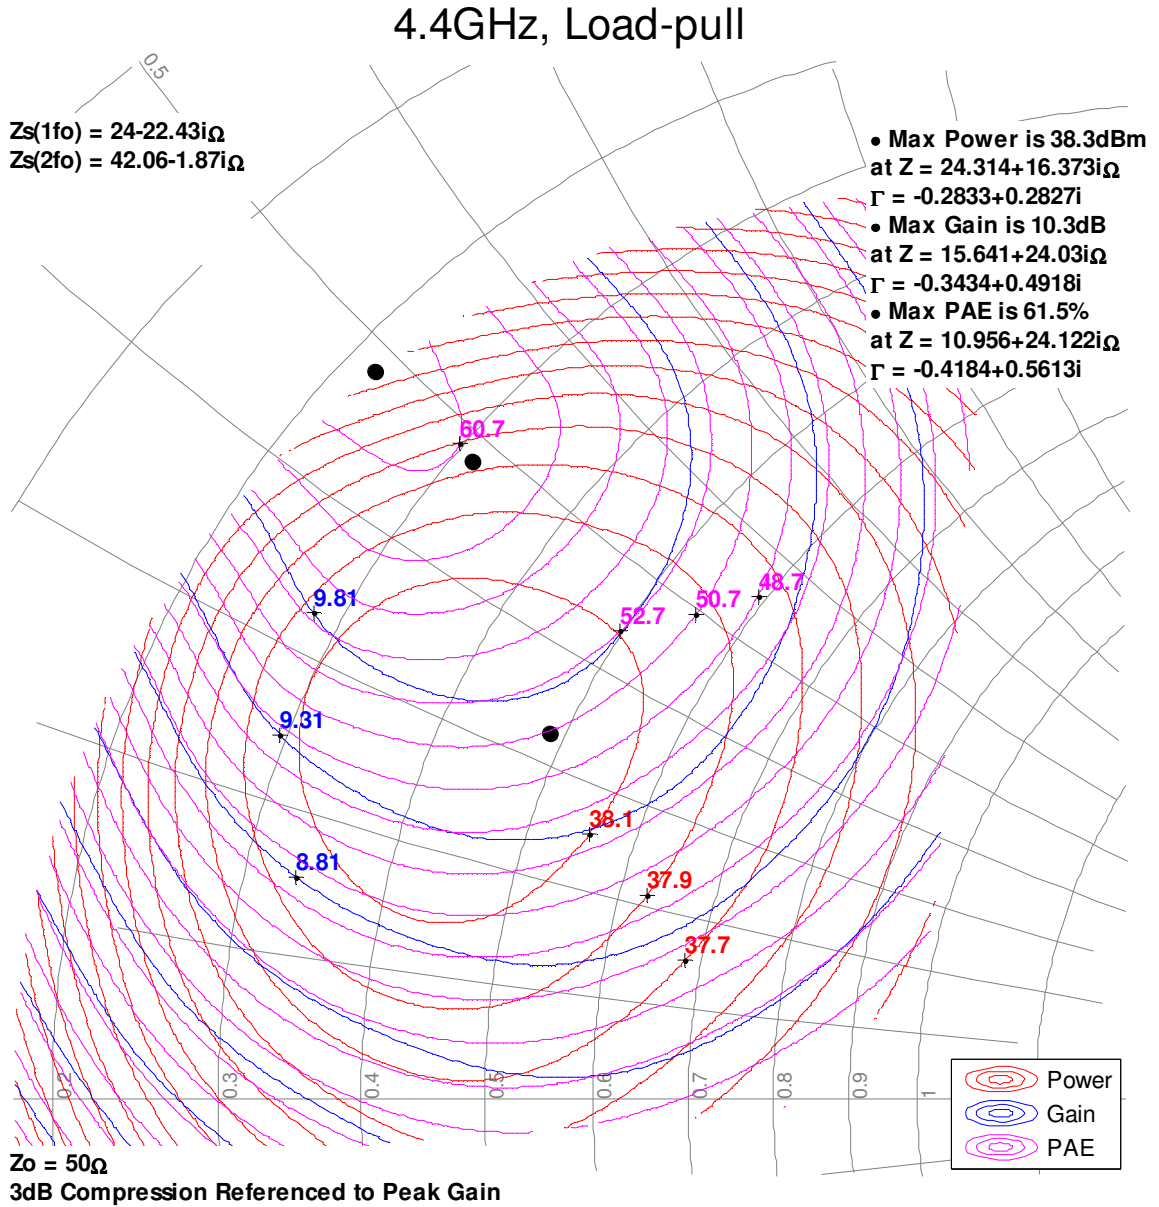 4.4GHz, Load-pull
0.5
Zs(1fo) = 24-22.43iΩ
Zs(2fo) = 42.06-1.87iΩ
● Max Power is 38.3dBm
at Z = 24.314+16.373iΩ
Γ = -0.2833+0.2827i
● Max Gain is 10.3dB
at Z = 15.641+24.03iΩ
Γ = -0.3434+0.4918i
● Max PAE is 61.5%
at Z = 10.956+24.122iΩ
Γ = -0.4184+0.5613i
60.7
9.81
52.7
50.7
48.7
9.31
38.1
8.81
37.9
37.7
0.2
0.3
0.4
0.5
0.6
0.7
0.8
0.9
1
Power
Gain
PAE
Zo = 50Ω
3dB Compression Referenced to Peak Gain